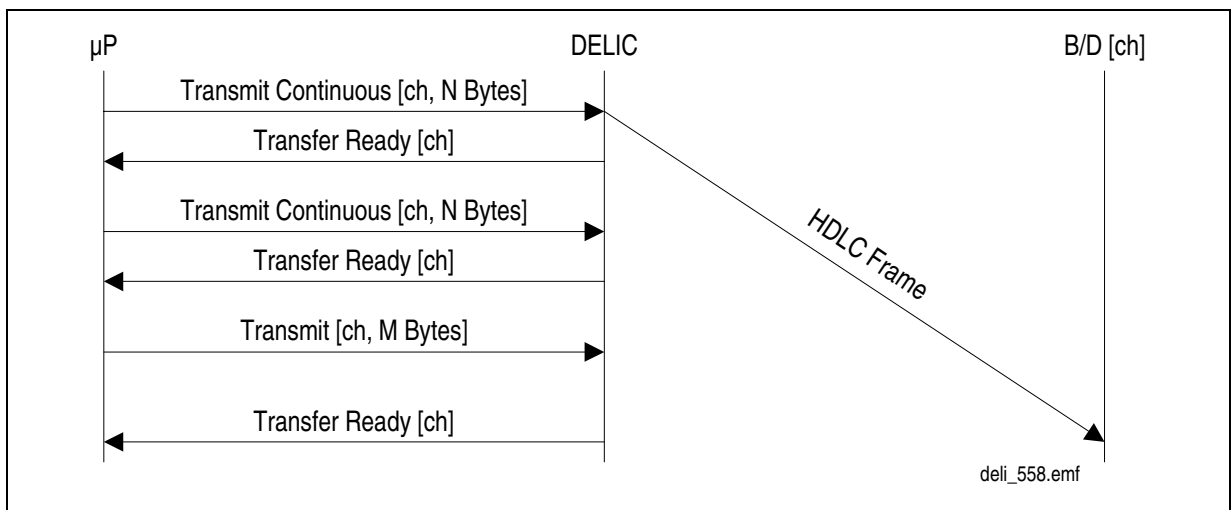 µP DELIC B/D [ch]
Transmit Continuous [ch, N Bytes]
Transfer Ready [ch]
Transmit Continuous [ch, N Bytes]
HDLC Frame
Transfer Ready [ch]
Transmit [ch, M Bytes]
Transfer Ready [ch]
deli_558.emf